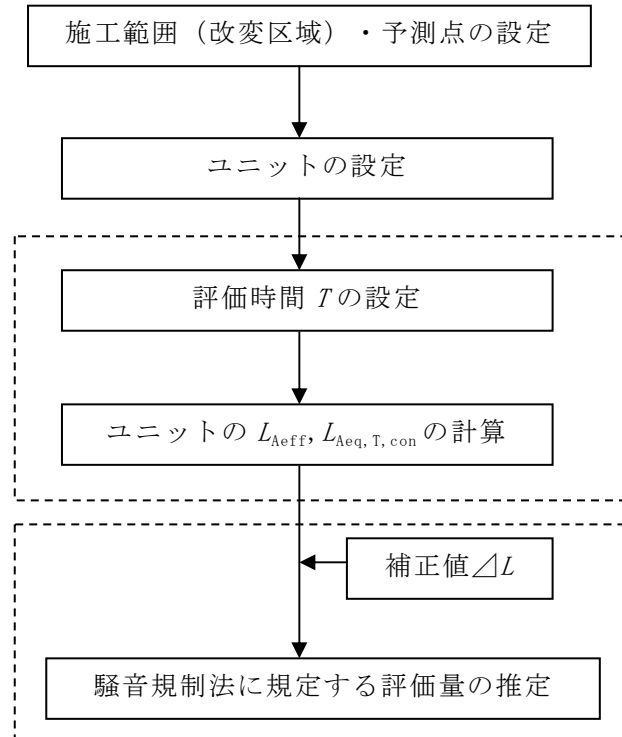 施工範囲（改変区域）・予測点の設定
ユニットの設定
評価時間 Tの設定
ユニットの LAeff, LAeq,T,con の計算
補正値⊿L
騒音規制法に規定する評価量の推定